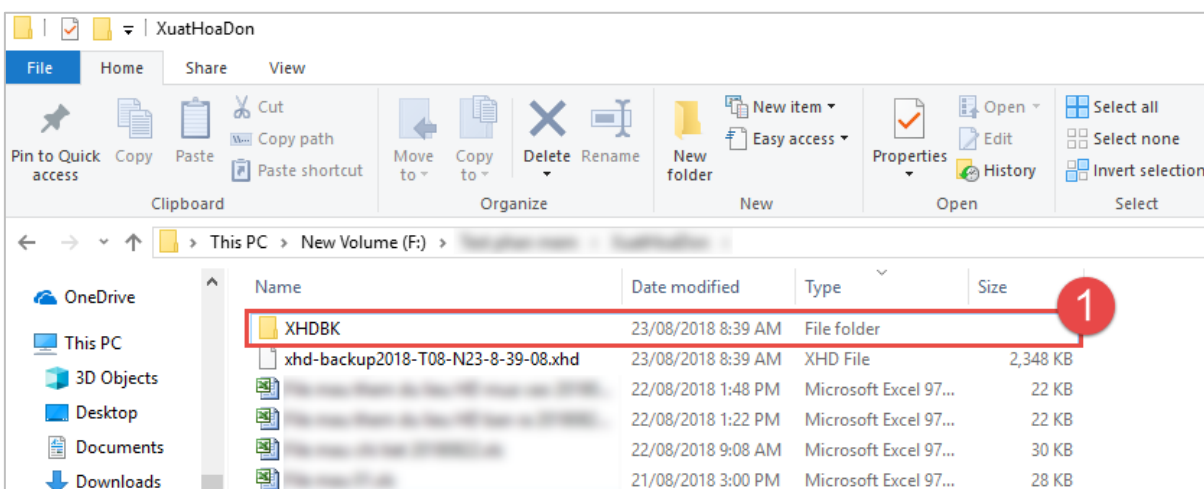 XuatHoaDon
File Home Share View
Pin to Quick access
Copy
Paste
Cut
Copy path
Paste shortcut
Move to
Copy to
Delete
Rename
New folder
New item
Easy access
Properties
Open
Edit
History
Select all
Select none
Invert selection
Clipboard Organize New Open Select
This PC > New Volume (F:) >
Name Date modified Type Size
1
XHDBK 23/08/2018 8:39 AM File folder
xhd-backup2018-T08-N23-8-39-08.xhd 23/08/2018 8:39 AM XHD File 2,348 KB
22/08/2018 1:48 PM Microsoft Excel 97... 22 KB
22/08/2018 1:22 PM Microsoft Excel 97... 22 KB
22/08/2018 9:08 AM Microsoft Excel 97... 30 KB
21/08/2018 3:00 PM Microsoft Excel 97... 28 KB
OneDrive
This PC
3D Objects
Desktop
Documents
Downloads